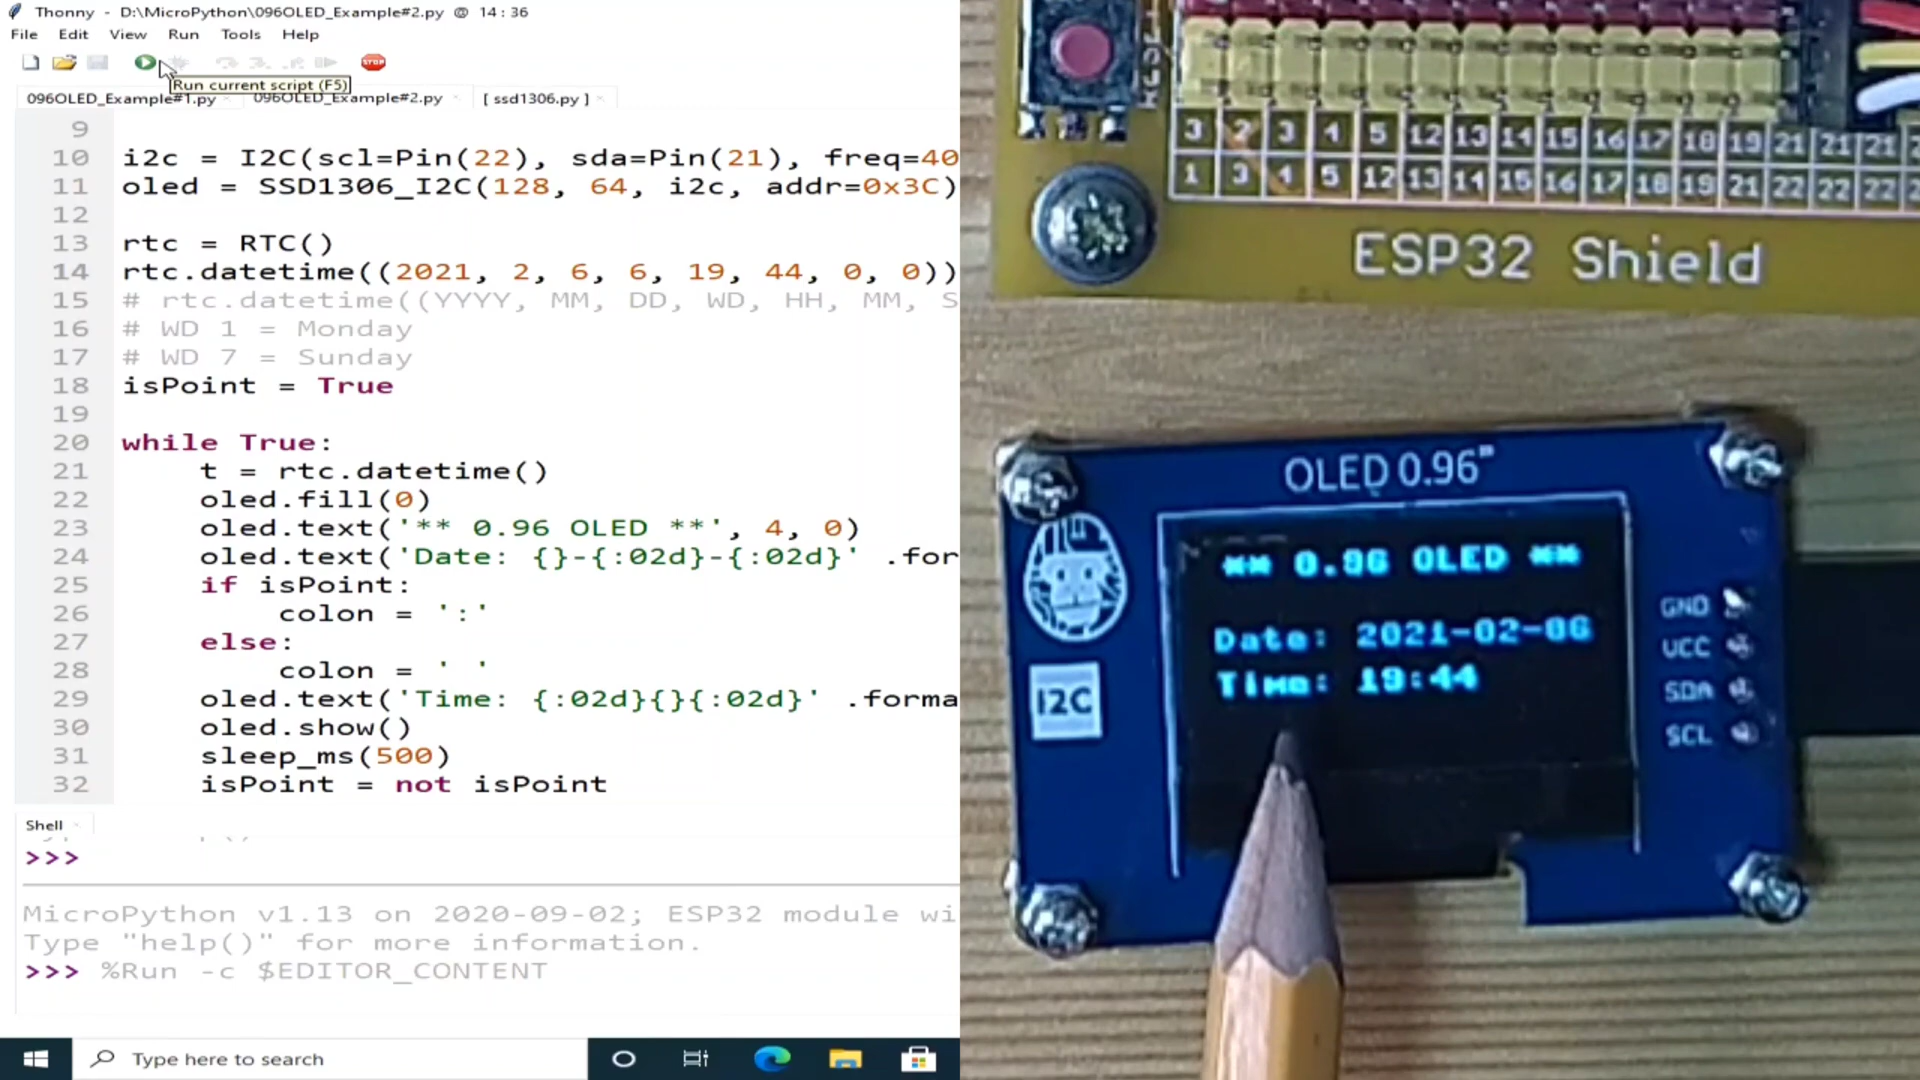 Thonny - D:\MicroPython\096OLED_Example#2.py @ 14 : 36
File Edit View Run Tools Help
STOP
Run current script (F5)
096OLED_Example#1.py 096OLED_Example#2.py [ ssd1306.py ]
9
10 i2c = I2C(scl=Pin(22), sda=Pin(21), freq=40
11 oled = SSD1306_I2C(128, 64, i2c, addr=0x3C)
12
13 rtc = RTC()
14 rtc.datetime((2021, 2, 6, 6, 19, 44, 0, 0))
15 # rtc.datetime((YYYY, MM, DD, WD, HH, MM, S
16 # WD 1 = Monday
17 # WD 7 = Sunday
18 isPoint = True
19
20 while True:
21 t = rtc.datetime()
22 oled.fill(0)
23 oled.text('** 0.96 OLED **', 4, 0)
24 oled.text('Date: {}-{:02d}-{:02d}' .for
25 if isPoint:
26 colon = ':'
27 else:
28 colon = ' '
29 oled.text('Time: {:02d}{}{:02d}' .forma
30 oled.show()
31 sleep_ms(500)
32 isPoint = not isPoint
Shell
>>>
MicroPython v1.13 on 2020-09-02; ESP32 module wi
Type "help()" for more information.
>>> %Run -c $EDITOR_CONTENT
Type here to search
3 2 3 4 5 12 13 14 15 16 17 18 19 21 21 21
1 3 4 5 12 13 14 15 16 17 18 19 21 22 22 22
ESP32 Shield
OLED 0.96"
** 0.96 OLED **
Date: 2021-02-06
Time: 19:44
I2C
GND
VCC
SDA
SCL